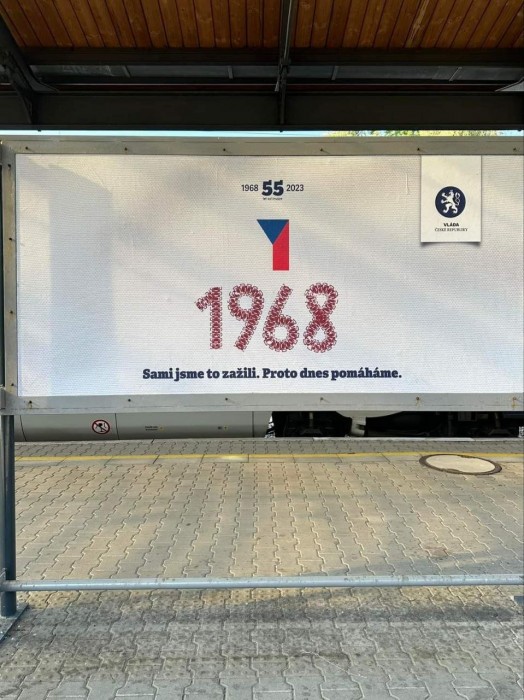 1968 55 2023
VLÁDA
ČESKÉ REPUBLIKY
1968
Sami jsme to zažili. Proto dnes pomáháme.